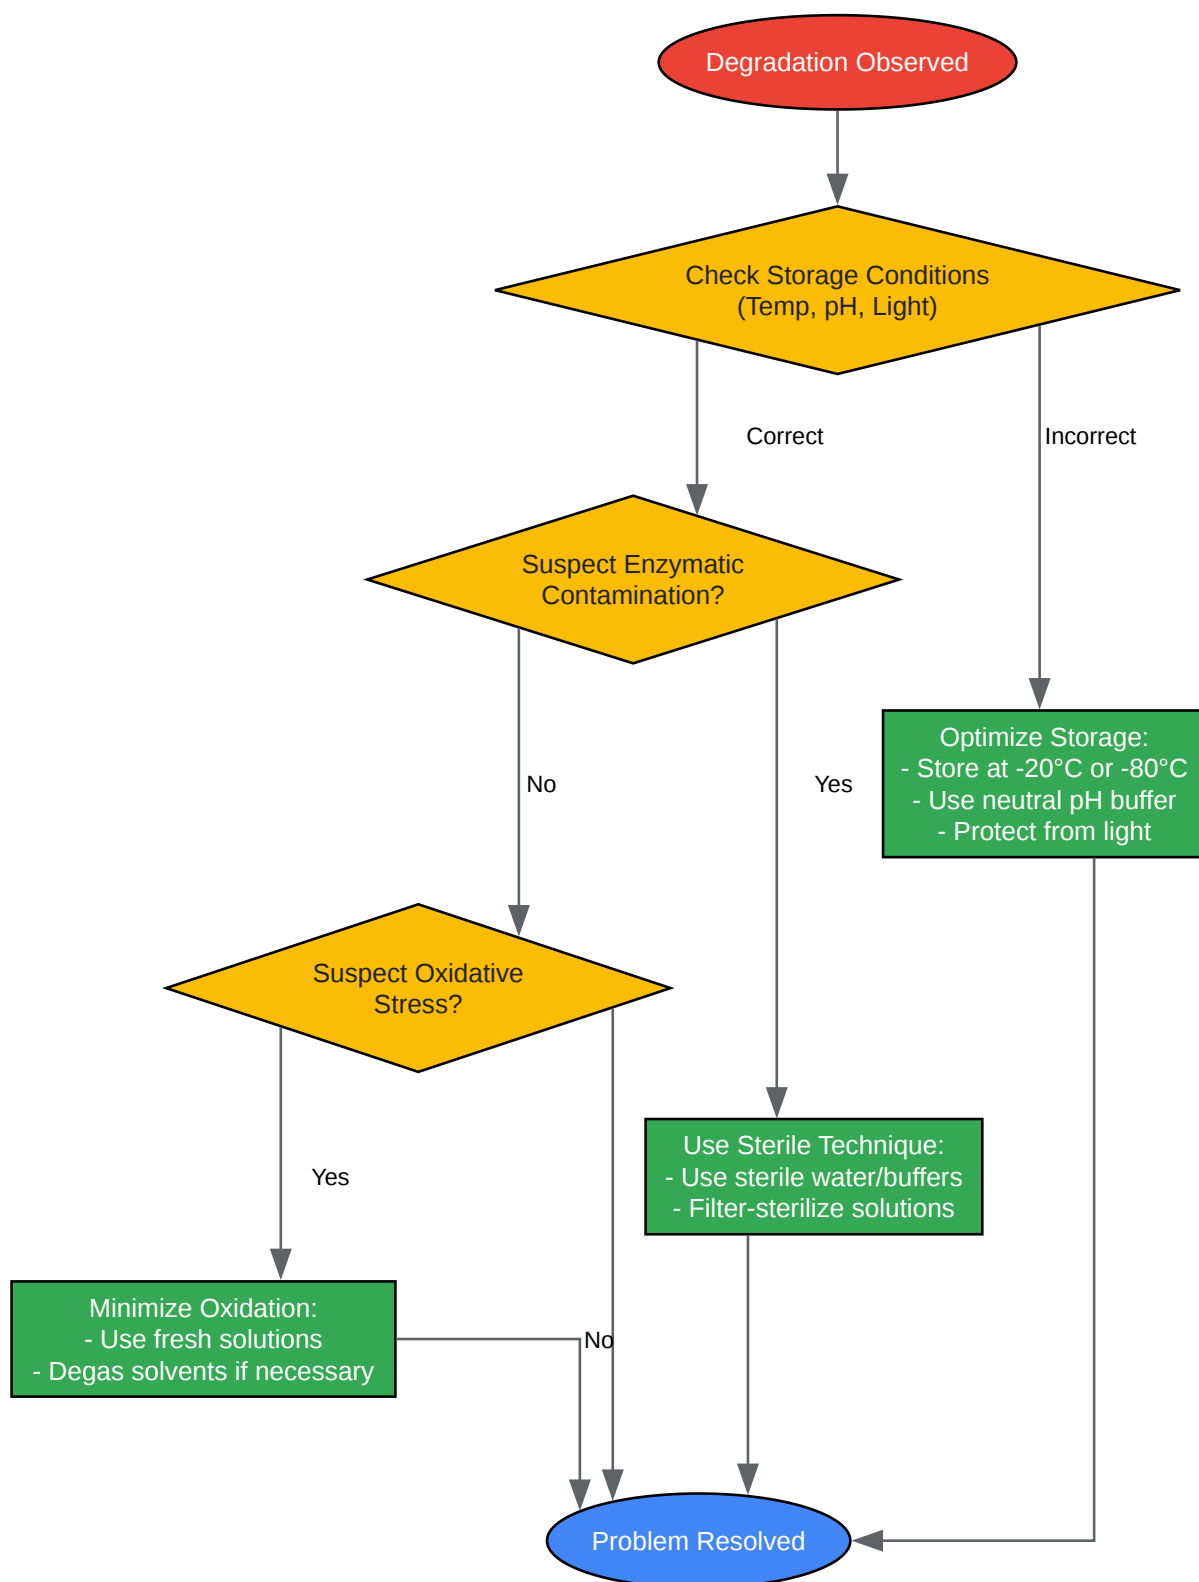 Degradation Observed
Check Storage Conditions
(Temp, pH, Light)
Correct
Incorrect
Suspect Enzymatic
Contamination?
Optimize Storage:
- Store at -20°C or -80°C
- Use neutral pH buffer
- Protect from light
No
Yes
Suspect Oxidative
Stress?
Use Sterile Technique:
- Use sterile water/buffers
- Filter-sterilize solutions
Yes
Minimize Oxidation:
- Use fresh solutions
- Degas solvents if necessary
No
Problem Resolved